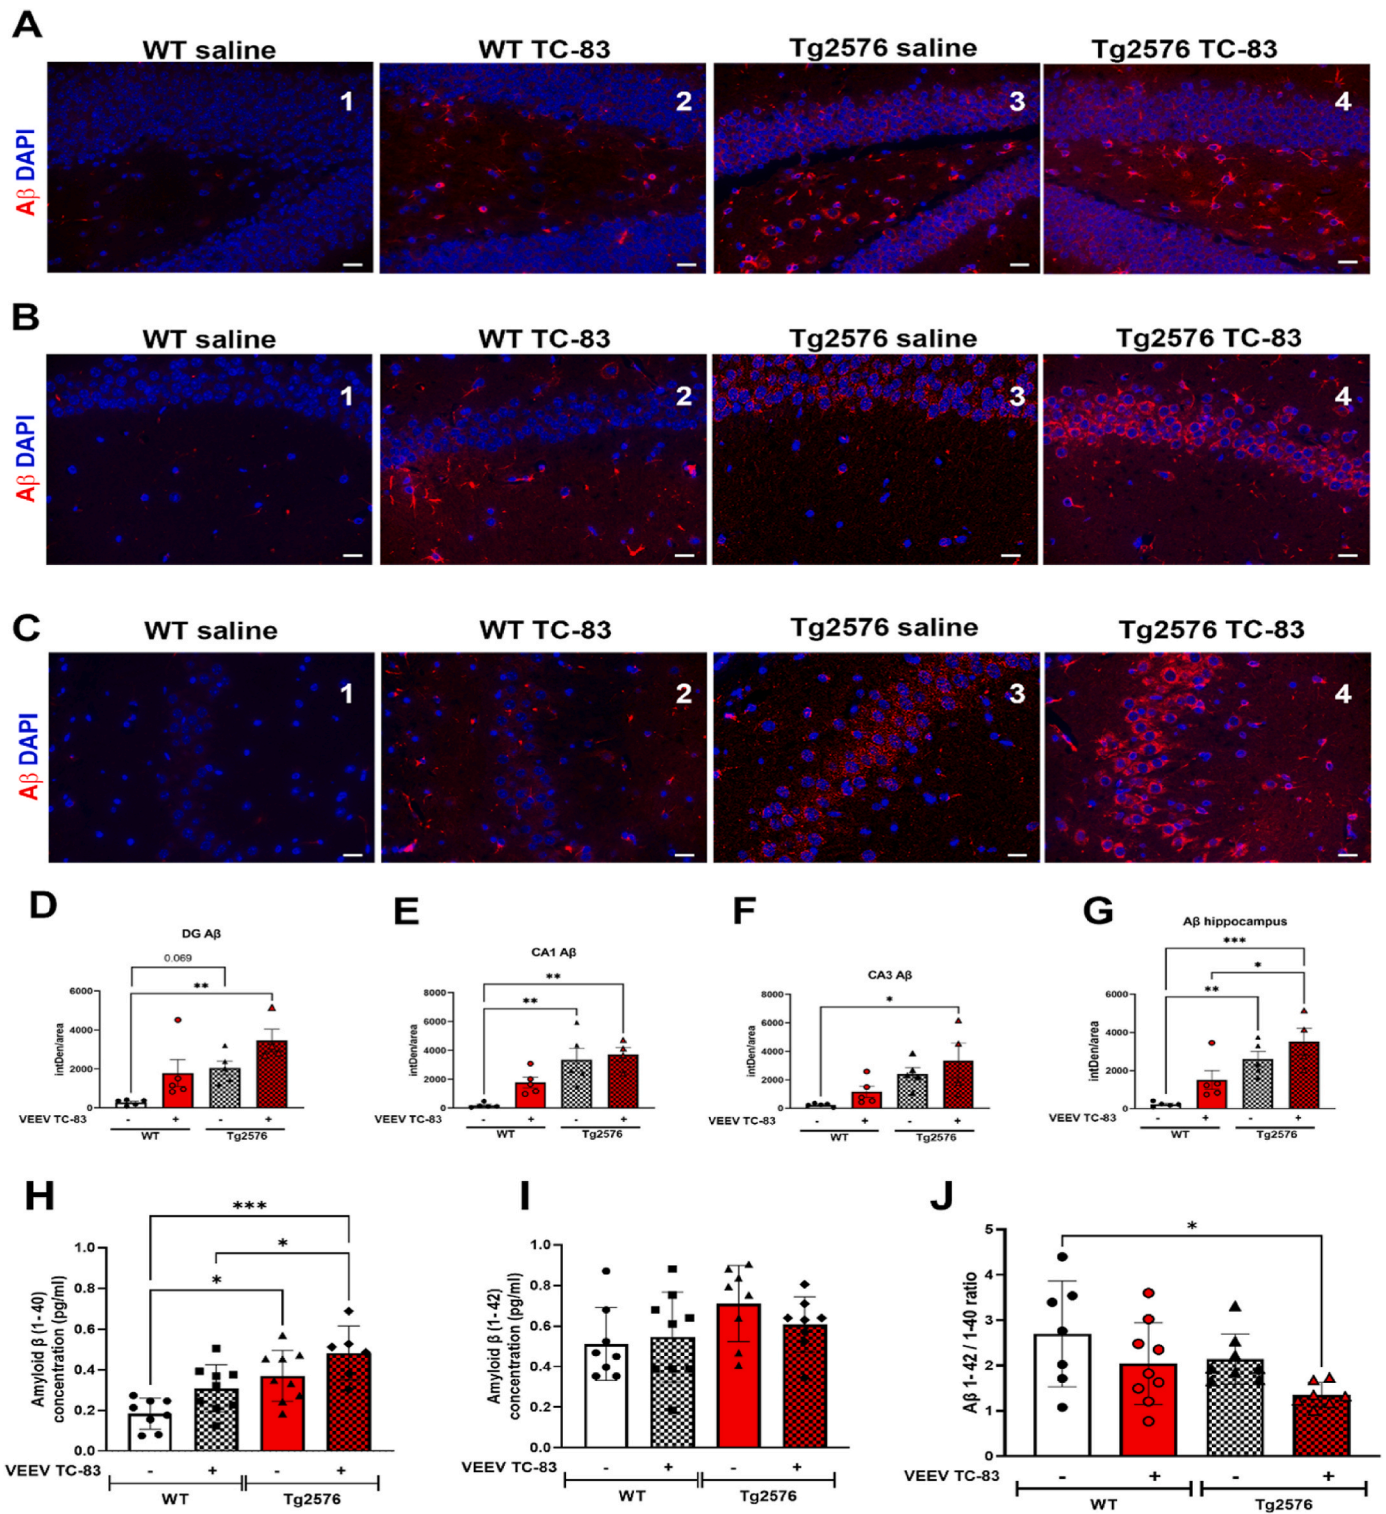 A
WT saline
WT TC-83
Tg2576 saline
Tg2576 TC-83
Aβ DAPI
1
2
3
4
B
WT saline
WT TC-83
Tg2576 saline
Tg2576 TC-83
Aβ DAPI
1
2
3
4
C
WT saline
WT TC-83
Tg2576 saline
Tg2576 TC-83
Aβ DAPI
1
2
3
4
D
DG Aβ
0.069
**
6000
4000
2000
0
intDen/area
VEEV TC-83
- + - +
WT Tg2576
E
CA1 Aβ
**
**
8000
6000
4000
2000
0
intDen/area
- + - +
WT Tg2576
F
CA3 Aβ
*
8000
6000
4000
2000
0
intDen/area
VEEV TC-83
- + - +
WT Tg2576
G
Aβ hippocampus
***
*
**
6000
4000
2000
0
intDen/area
VEEV TC-83
- + - +
WT Tg2576
H
***
*
*
1.0
0.8
0.6
0.4
0.2
0.0
Amyloid β (1-40)
concentration (pg/ml)
VEEV TC-83
- + - +
WT Tg2576
I
1.0
0.8
0.6
0.4
0.2
0.0
Amyloid β (1-42)
concentration (pg/ml)
VEEV TC-83
- + - +
WT Tg2576
J
*
5
4
3
2
1
0
Aβ 1-42 / 1-40 ratio
VEEV TC-83
- + - +
WT Tg2576